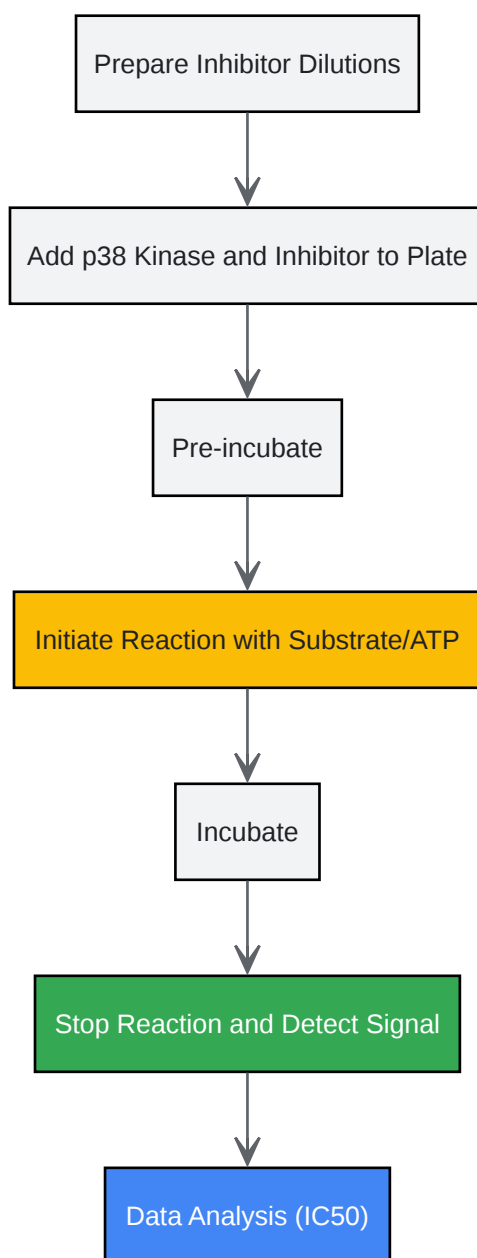 Prepare Inhibitor Dilutions
Add p38 Kinase and Inhibitor to Plate
Pre-incubate
Initiate Reaction with Substrate/ATP
Incubate
Stop Reaction and Detect Signal
Data Analysis (IC50)